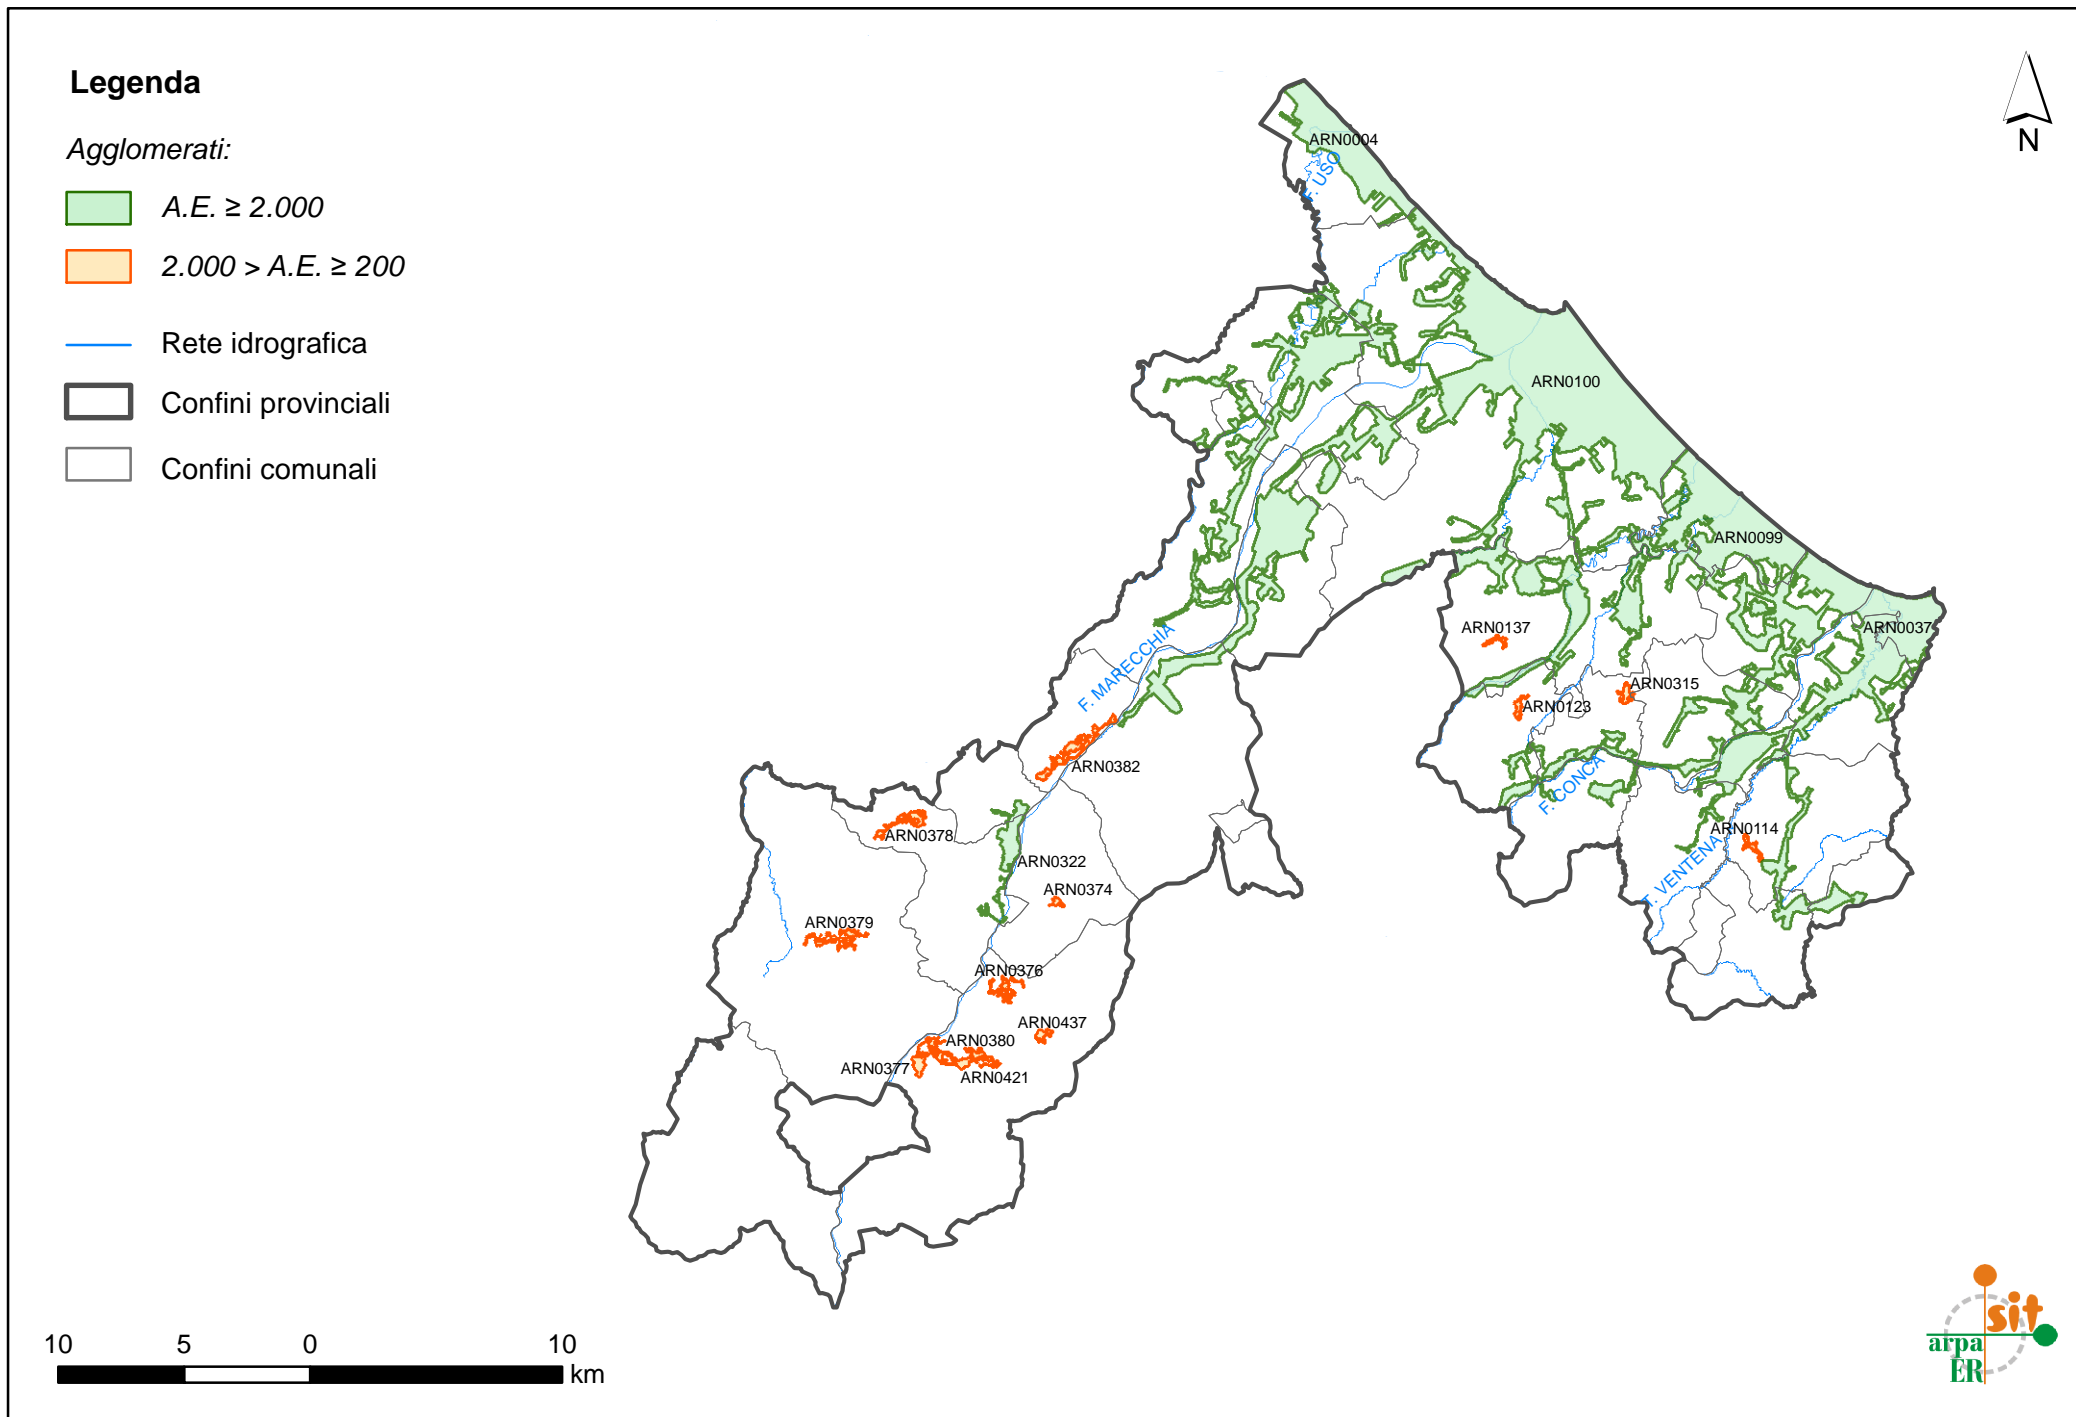 Legenda
Agglomerati:
A.E. ≥ 2.000
2.000 > A.E. ≥ 200
Rete idrografica
Confini provinciali
Confini comunali
N
ARN0004
F. USO
ARN0100
ARN0099
ARN0037
ARN0137
F. MARECCHIA
ARN0315
ARN0123
ARN0382
F. CONCA
ARN0378
ARN0114
ARN0322
T. VENTENA
ARN0374
ARN0379
ARN0376
ARN0437
ARN0380
ARN0377
ARN0421
10 5 0 10
km
sit
arpa
ER